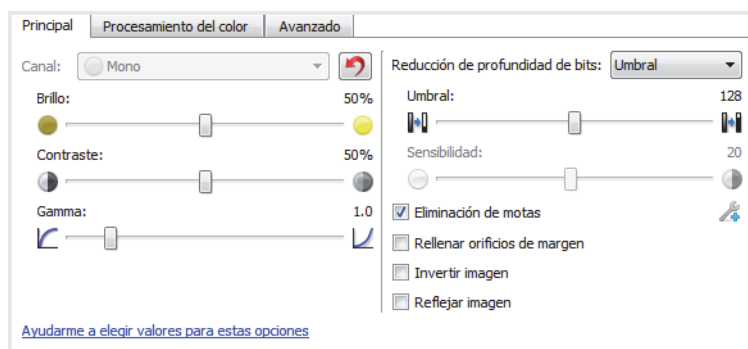 Principal
Procesamiento del color
Avanzado
Canal:
Mono
Brillo:
50%
Contraste:
50%
Gamma:
1.0
Ayudarme a elegir valores para estas opciones
Reducción de profundidad de bits:
Umbral
Umbral:
128
Sensibilidad:
20
Eliminación de motas
Rellenar orificios de margen
Invertir imagen
Reflejar imagen